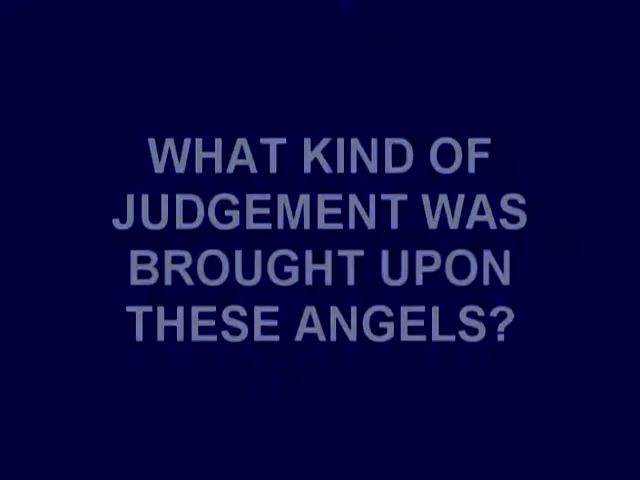 WHAT KIND OF
JUDGEMENT WAS
BROUGHT UPON
THESE ANGELS?